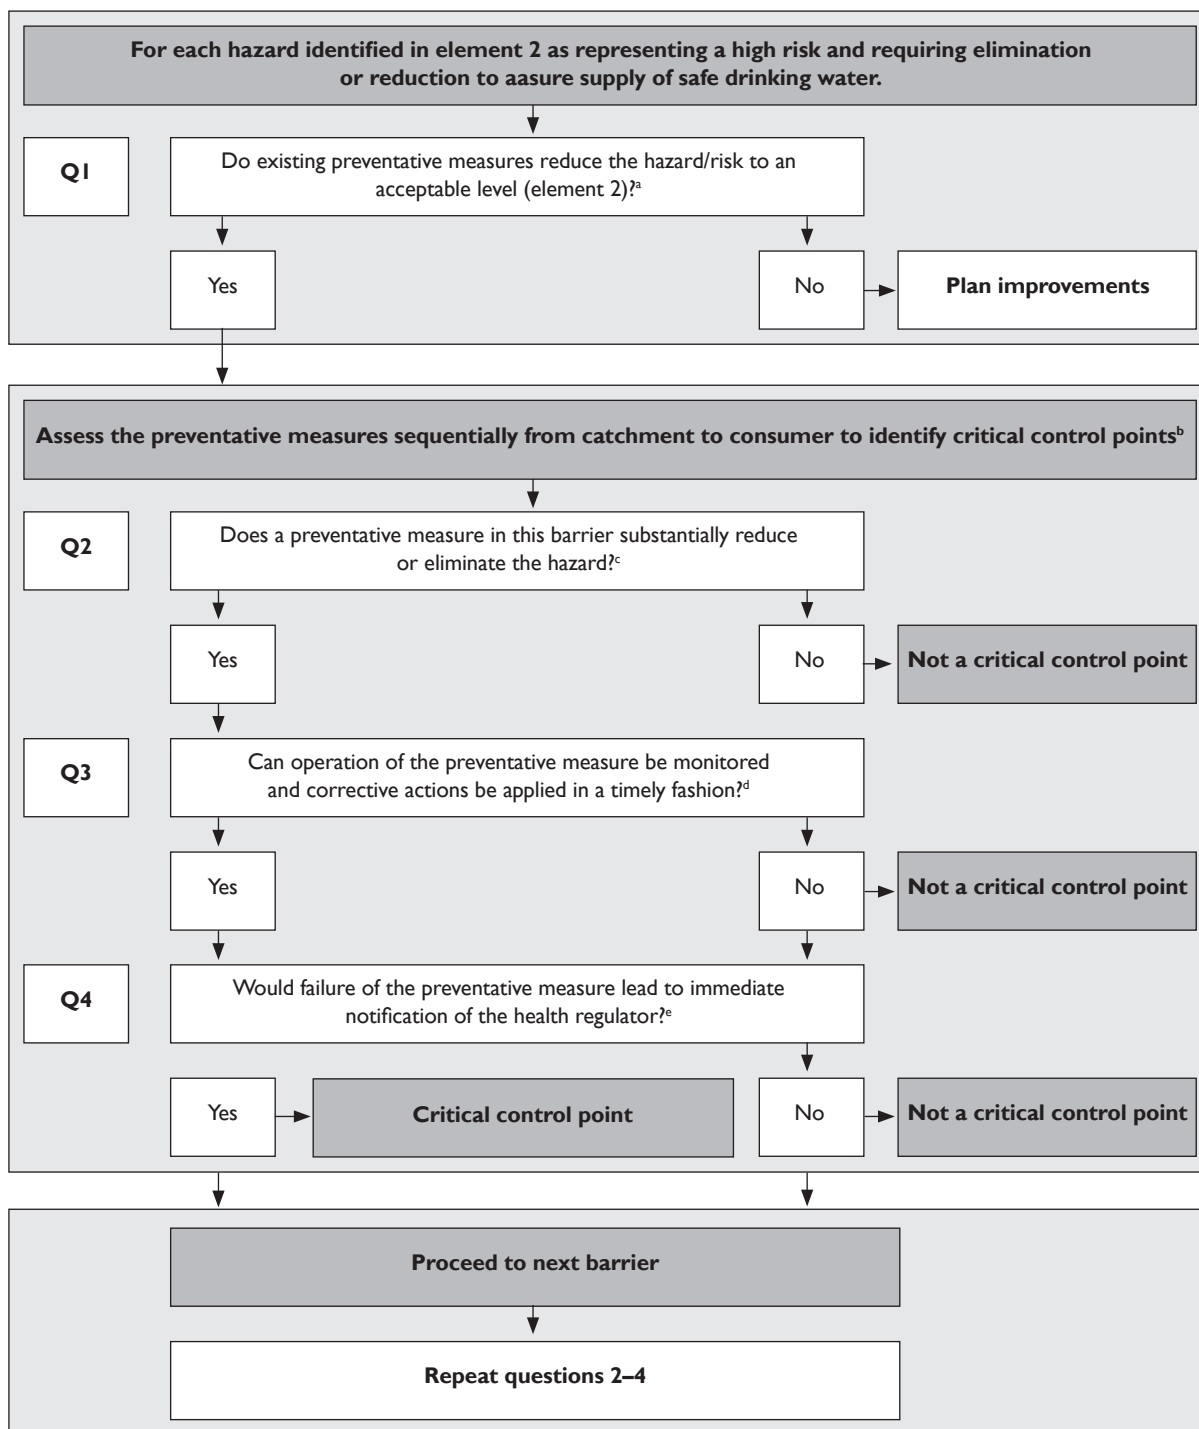 For each hazard identified in element 2 as representing a high risk and requiring elimination
or reduction to aasure supply of safe drinking water.
Q1
Do existing preventative measures reduce the hazard/risk to an
acceptable level (element 2)?ᵃ
Yes
No
Plan improvements
Assess the preventative measures sequentially from catchment to consumer to identify critical control pointsᵇ
Q2
Does a preventative measure in this barrier substantially reduce
or eliminate the hazard?ᶜ
Yes
No
Not a critical control point
Q3
Can operation of the preventative measure be monitored
and corrective actions be applied in a timely fashion?ᵈ
Yes
No
Not a critical control point
Q4
Would failure of the preventative measure lead to immediate
notification of the health regulator?ᵉ
Yes
Critical control point
No
Not a critical control point
Proceed to next barrier
Repeat questions 2–4